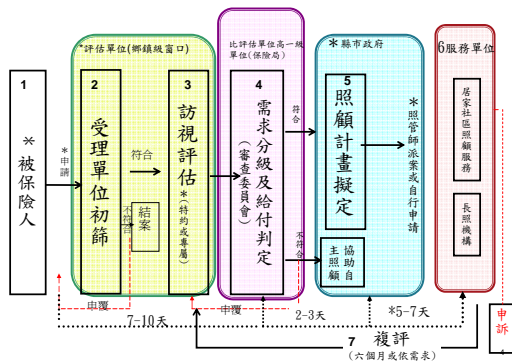 *評估單位(鄉鎮級窗口)
比評估單位高一級
單位(保險局)
*縣市政府
6服務單位
1
*被保險人
*申請
2
受理單位初篩
符合
不符合
結案
3
訪視評估
*(特約或專屬)
4
需求分級及給付判定
(審查委員會)
符合
不符合
5
照顧計畫擬定
協助自
主照顧
*照管師
派案或自行
申請
居家社區照顧服務
長照機構
申覆
申覆
7-10天
2-3天
*5-7天
7 複評
(六個月或依需求)
申訴
4